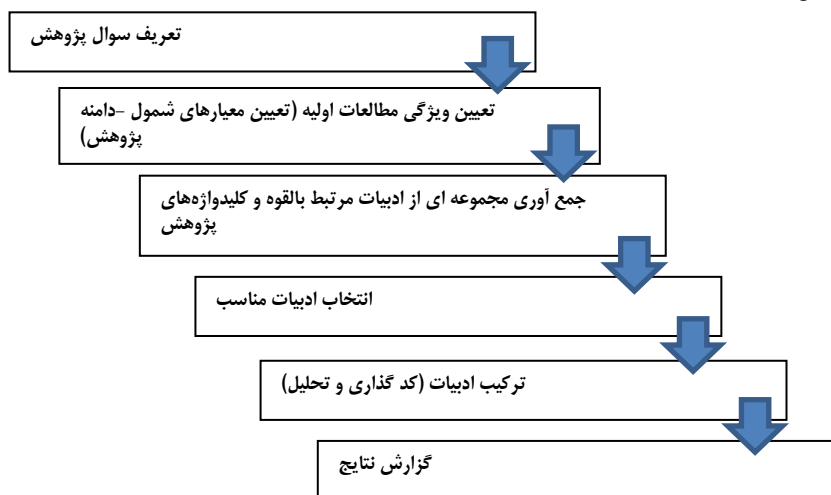 تعریف سوال پژوهش
تعیین ویژگی مطالعات اولیه (تعیین معیارهای شمول –دامنه
پژوهش)
جمع آوری مجموعه ای از ادبیات مرتبط بالقوه و کلیدواژه‌های
پژوهش
انتخاب ادبیات مناسب
ترکیب ادبیات (کد گذاری و تحلیل)
گزارش نتایج